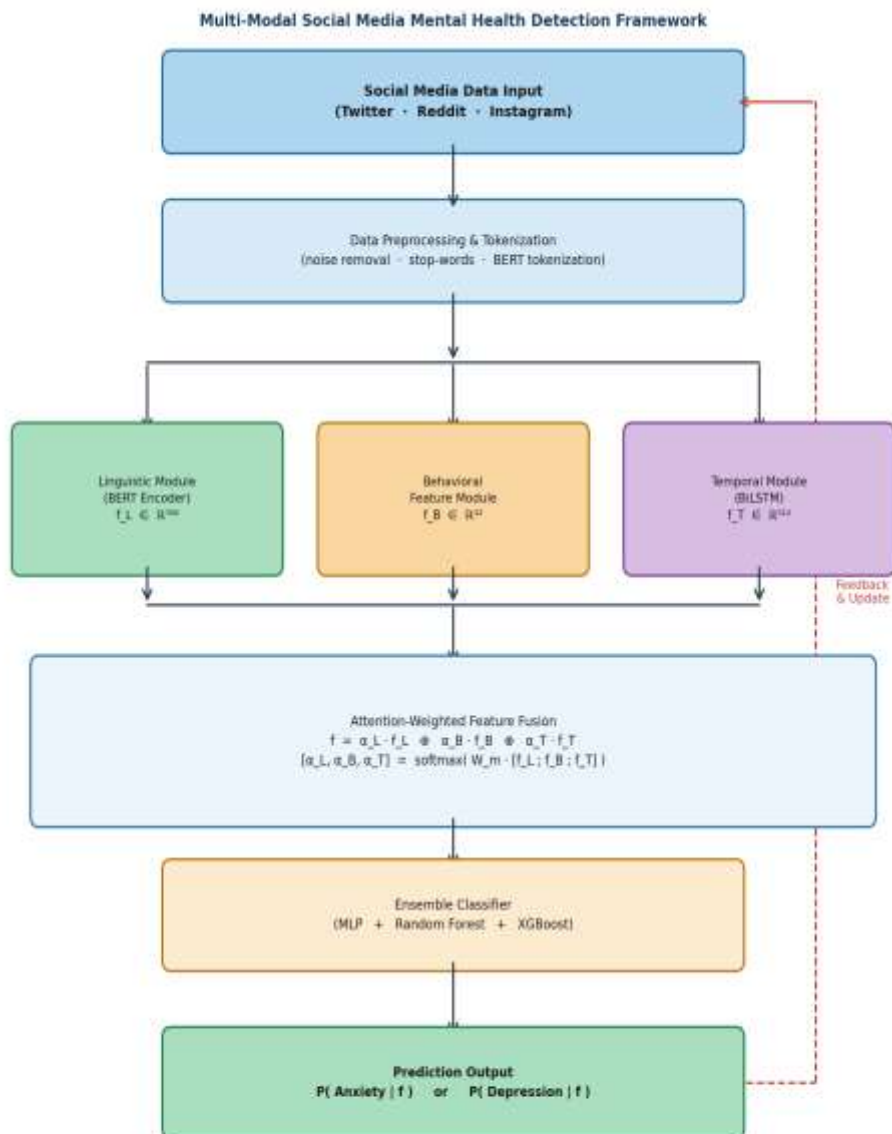 Multi-Modal Social Media Mental Health Detection Framework
Social Media Data Input
(Twitter · Reddit · Instagram)
Data Preprocessing & Tokenization
(noise removal · stop-words · BERT tokenization)
Linguistic Module
(BERT Encoder)
f_L ∈ ℝ
Behavioral
Feature Module
f_B ∈ ℝ
Temporal Module
(BiLSTM)
f_T ∈ ℝ
Feedback
& Update
Attention-Weighted Feature Fusion
f = α_L · f_L ⊕ α_B · f_B ⊕ α_T · f_T
[α_L, α_B, α_T] = softmax( W_m · [f_L ; f_B ; f_T] )
Ensemble Classifier
(MLP + Random Forest + XGBoost)
Prediction Output
P( Anxiety | f ) or P( Depression | f )